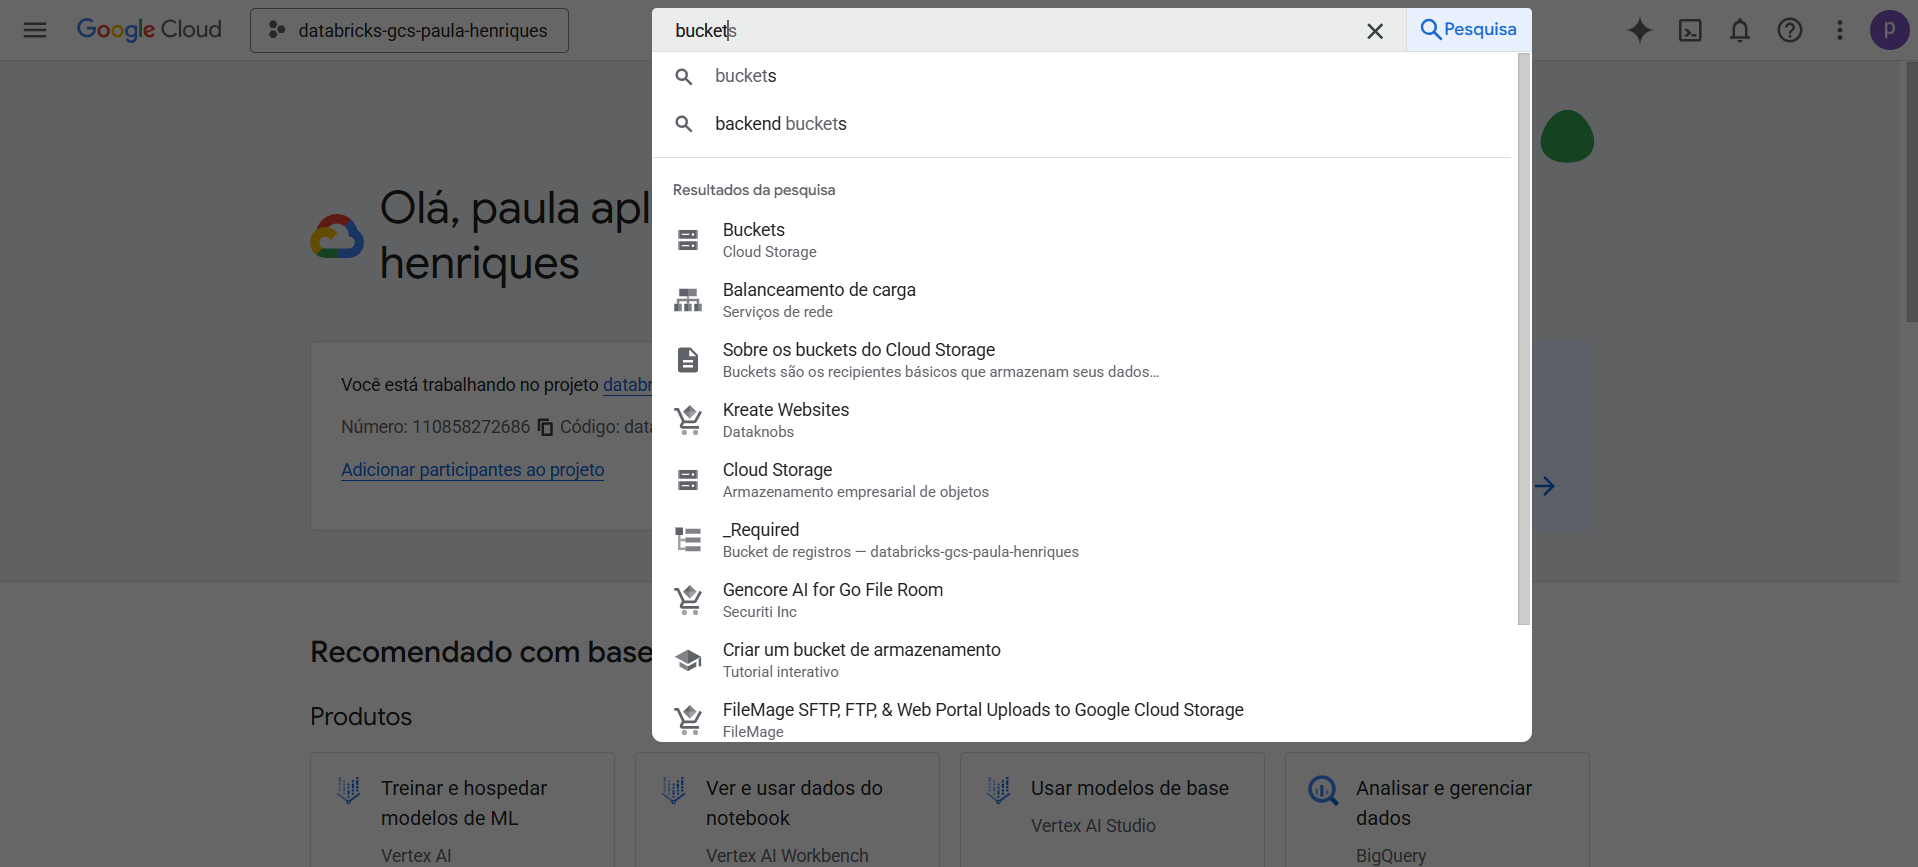 Google Cloud
databricks-gcs-paula-henriques
buckets
Pesquisa
p
buckets
backend buckets
Resultados da pesquisa
Buckets
Cloud Storage
Balanceamento de carga
Serviços de rede
Sobre os buckets do Cloud Storage
Buckets são os recipientes básicos que armazenam seus dados...
Kreate Websites
Dataknobs
Cloud Storage
Armazenamento empresarial de objetos
_Required
Bucket de registros — databricks-gcs-paula-henriques
Gencore AI for Go File Room
Securiti Inc
Criar um bucket de armazenamento
Tutorial interativo
FileMage SFTP, FTP, & Web Portal Uploads to Google Cloud Storage
FileMage
Olá, paula apl
henriques
Você está trabalhando no projeto databr
Número: 110858272686 Código: data
Adicionar participantes ao projeto
Recomendado com base
Produtos
Treinar e hospedar
modelos de ML
Vertex AI
Ver e usar dados do
notebook
Vertex AI Workbench
Usar modelos de base
Vertex AI Studio
Analisar e gerenciar
dados
BigQuery